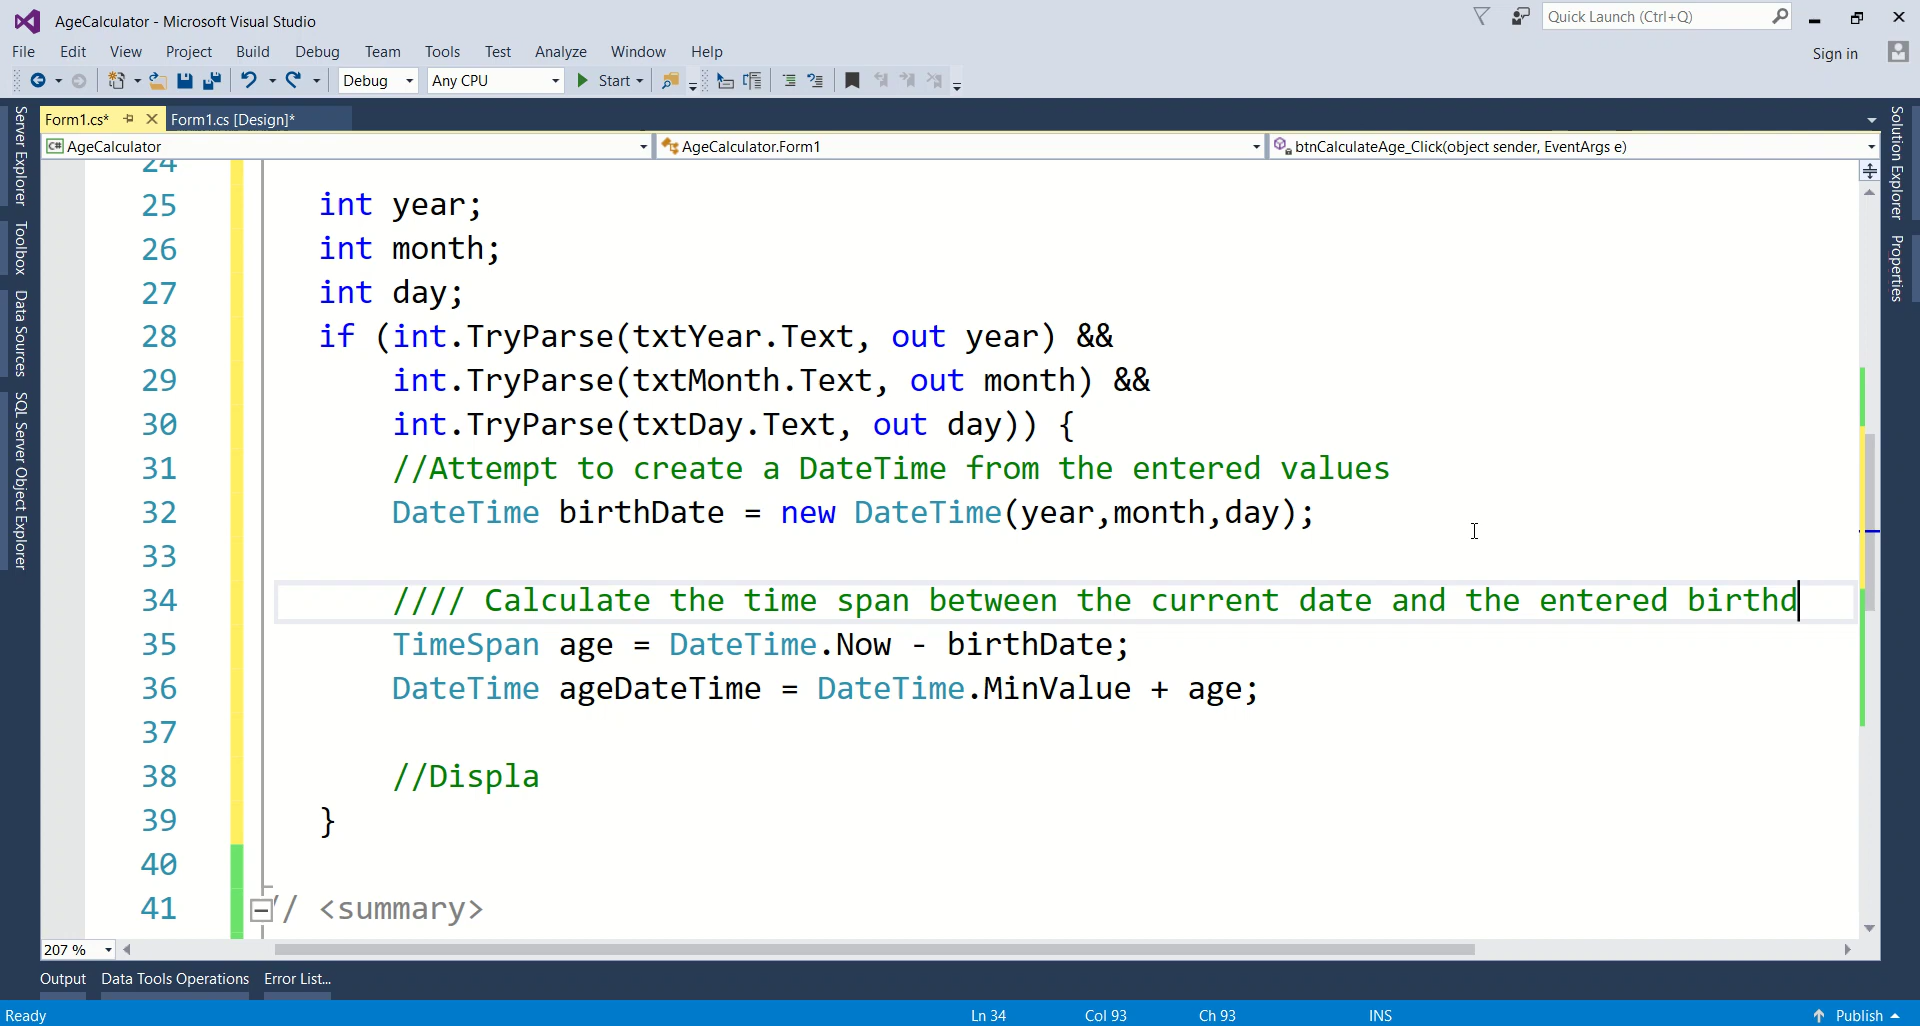 AgeCalculator - Microsoft Visual Studio
Quick Launch (Ctrl+Q)
File Edit View Project Build Debug Team Tools Test Analyze Window Help
Sign in
Debug Any CPU Start
Form1.cs* Form1.cs [Design]*
C# AgeCalculator AgeCalculator.Form1 btnCalculateAge_Click(object sender, EventArgs e)
Server Explorer
Toolbox
Data Sources
SQL Server Object Explorer
Solution Explorer
Properties
24
25 int year;
26 int month;
27 int day;
28 if (int.TryParse(txtYear.Text, out year) &&
29 int.TryParse(txtMonth.Text, out month) &&
30 int.TryParse(txtDay.Text, out day)) {
31 //Attempt to create a DateTime from the entered values
32 DateTime birthDate = new DateTime(year,month,day);
33
34 //// Calculate the time span between the current date and the entered birthd
35 TimeSpan age = DateTime.Now - birthDate;
36 DateTime ageDateTime = DateTime.MinValue + age;
37
38 //Displa
39 }
40
41 // <summary>
207 %
Output Data Tools Operations Error List...
Ready Ln 34 Col 93 Ch 93 INS Publish